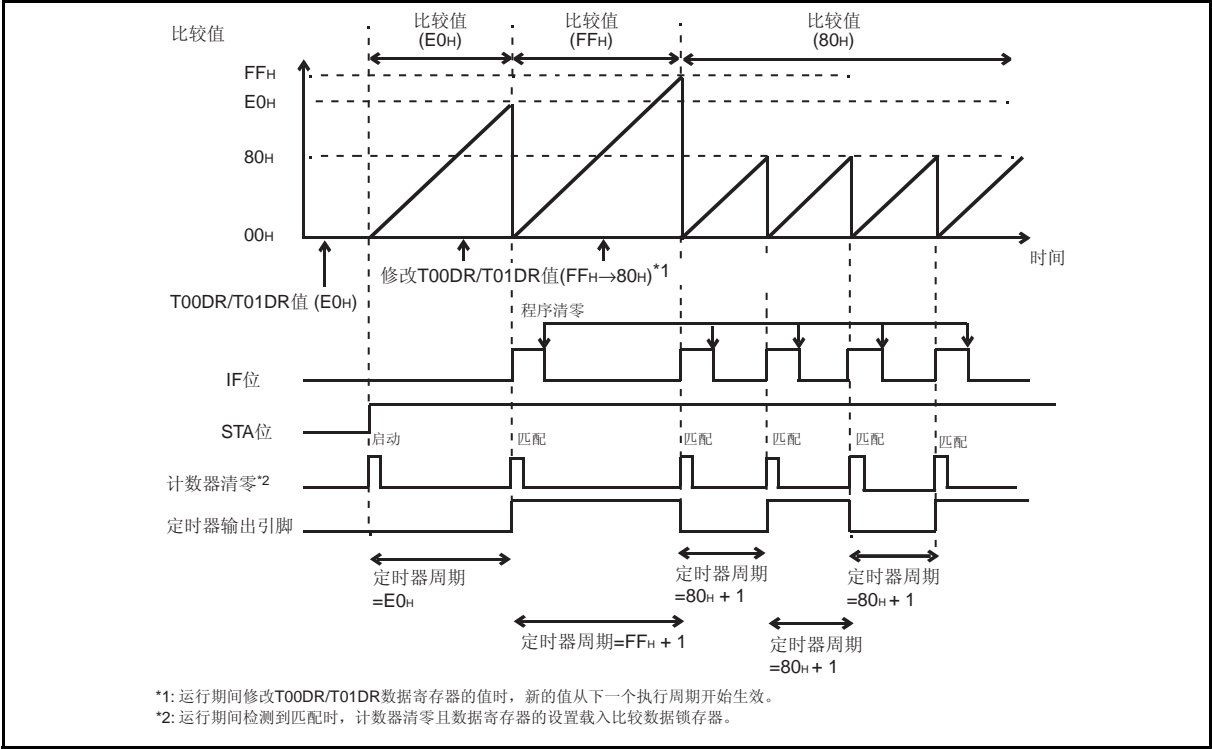 比较值
比较值
(E0H)
比较值
(FFH)
比较值
(80H)
FFH
E0H
80H
00H
时间
修改T00DR/T01DR值(FFH→80H)*1
T00DR/T01DR值 (E0H)
程序清零
IF位
STA位
启动
匹配
匹配
匹配
匹配
匹配
计数器清零*2
定时器输出引脚
定时器周期
=E0H
定时器周期=FFH + 1
定时器周期
=80H + 1
定时器周期
=80H + 1
定时器周期
=80H + 1
*1: 运行期间修改T00DR/T01DR数据寄存器的值时，新的值从下一个执行周期开始生效。
*2: 运行期间检测到匹配时，计数器清零且数据寄存器的设置载入比较数据锁存器。